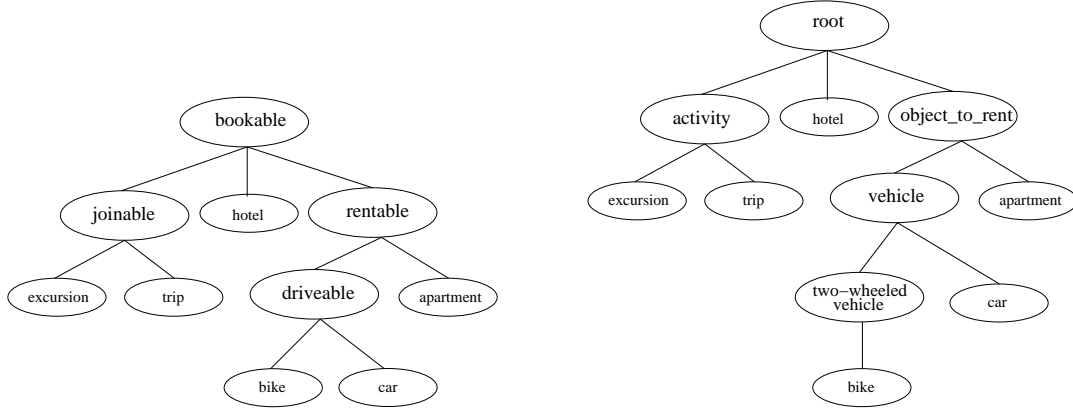 bookable
joinable
hotel
rentable
excursion
trip
driveable
apartment
bike
car
root
activity
hotel
object_to_rent
excursion
trip
vehicle
apartment
two-wheeled
vehicle
car
bike